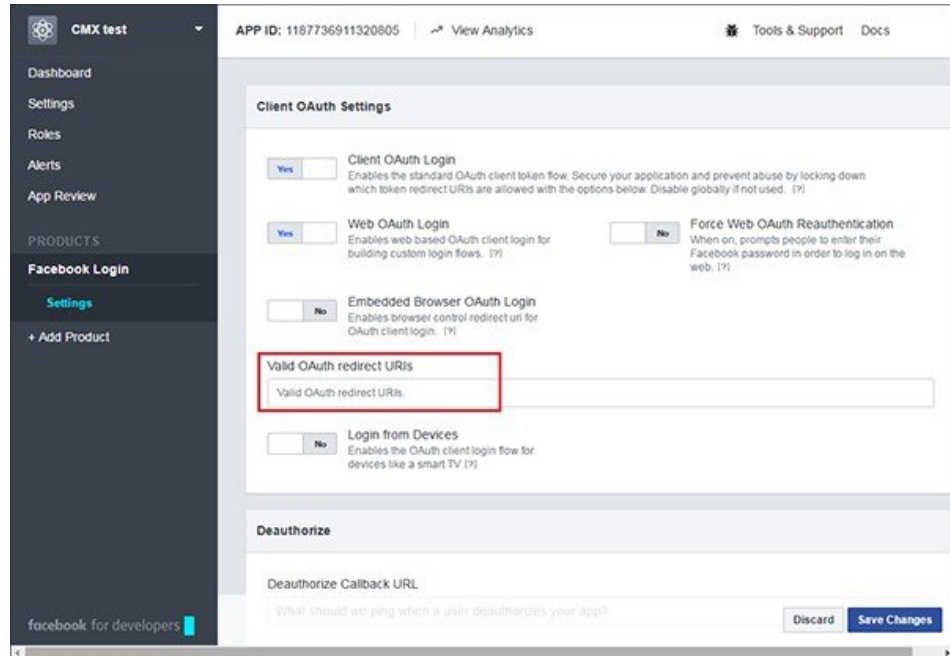 CMX test
APP ID: 1187736911320805
View Analytics
Tools & Support
Docs
Dashboard
Settings
Roles
Alerts
App Review
PRODUCTS
Facebook Login
Settings
+ Add Product
Client OAuth Settings
Yes
Client OAuth Login
Enables the standard OAuth client token flow. Secure your application and prevent abuse by locking down
which token redirect URIs are allowed with the options below. Disable globally if not used. [?]
Yes
Web OAuth Login
Enables web based OAuth client login for
building custom login flows. [?]
No
Force Web OAuth Reauthentication
When on, prompts people to enter their
Facebook password in order to log in on the
web. [?]
No
Embedded Browser OAuth Login
Enables browser control redirect uri for
OAuth client login. [?]
Valid OAuth redirect URIs
Valid OAuth redirect URIs.
No
Login from Devices
Enables the OAuth client login flow for
devices like a smart TV [?]
Deauthorize
Deauthorize Callback URL
What should we ping when a user deauthorizes your app?
Discard
Save Changes
facebook for developers